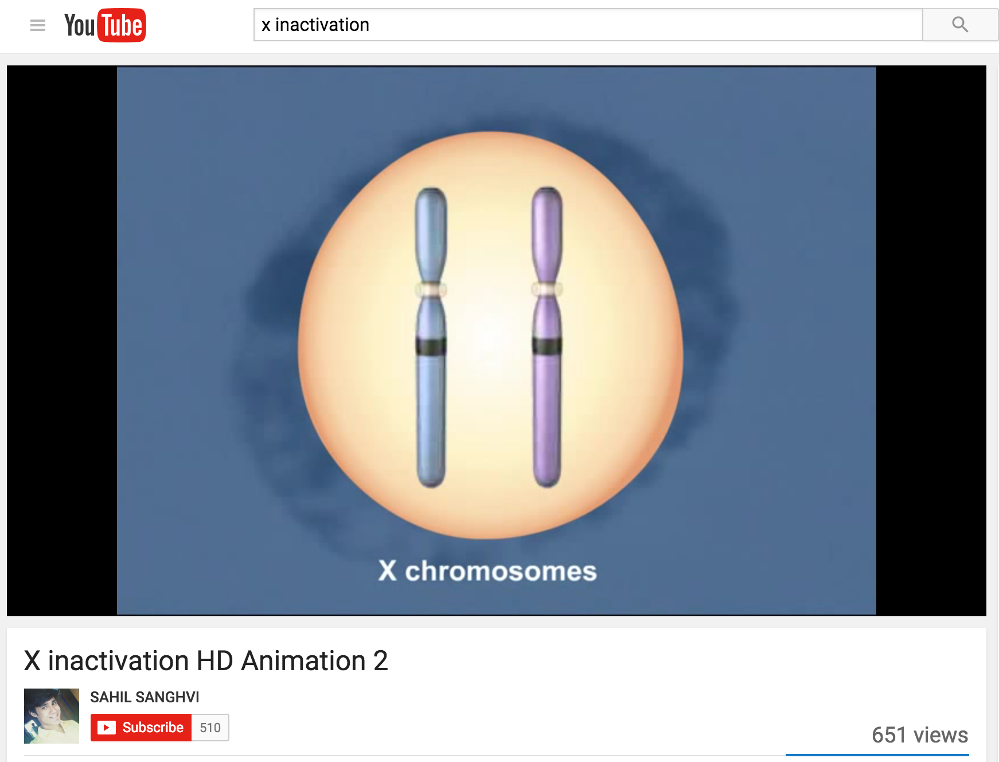 YouTube
x inactivation
X chromosomes
X inactivation HD Animation 2
SAHIL SANGHVI
Subscribe 510
651 views